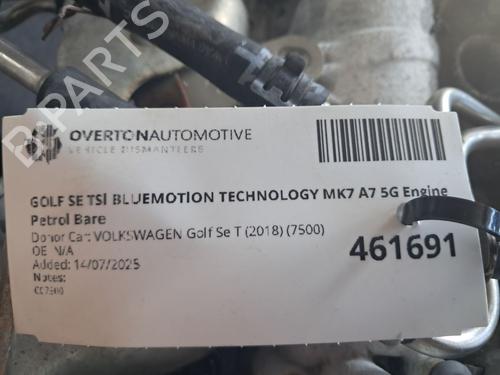 B-PARTS
OVERTONAUTOMOTIVE
VEHICLE DISMANTLERS
GOLF SE TSI BLUEMOTION TECHNOLOGY MK7 A7 5G Engine
Petrol Bare
Donor Car: VOLKSWAGEN Golf Se T (2018) (7500)
OE: N/A
Added: 14/07/2025
Notes:
461691